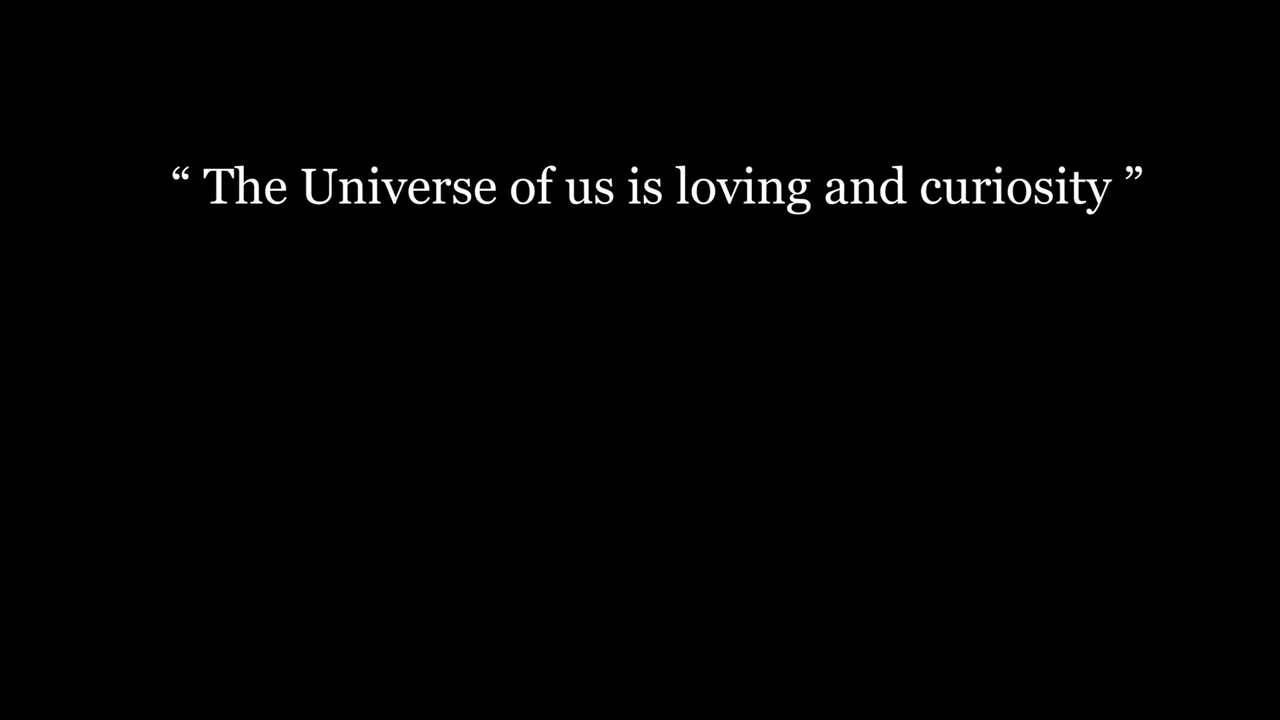 “ The Universe of us is loving and curiosity ”